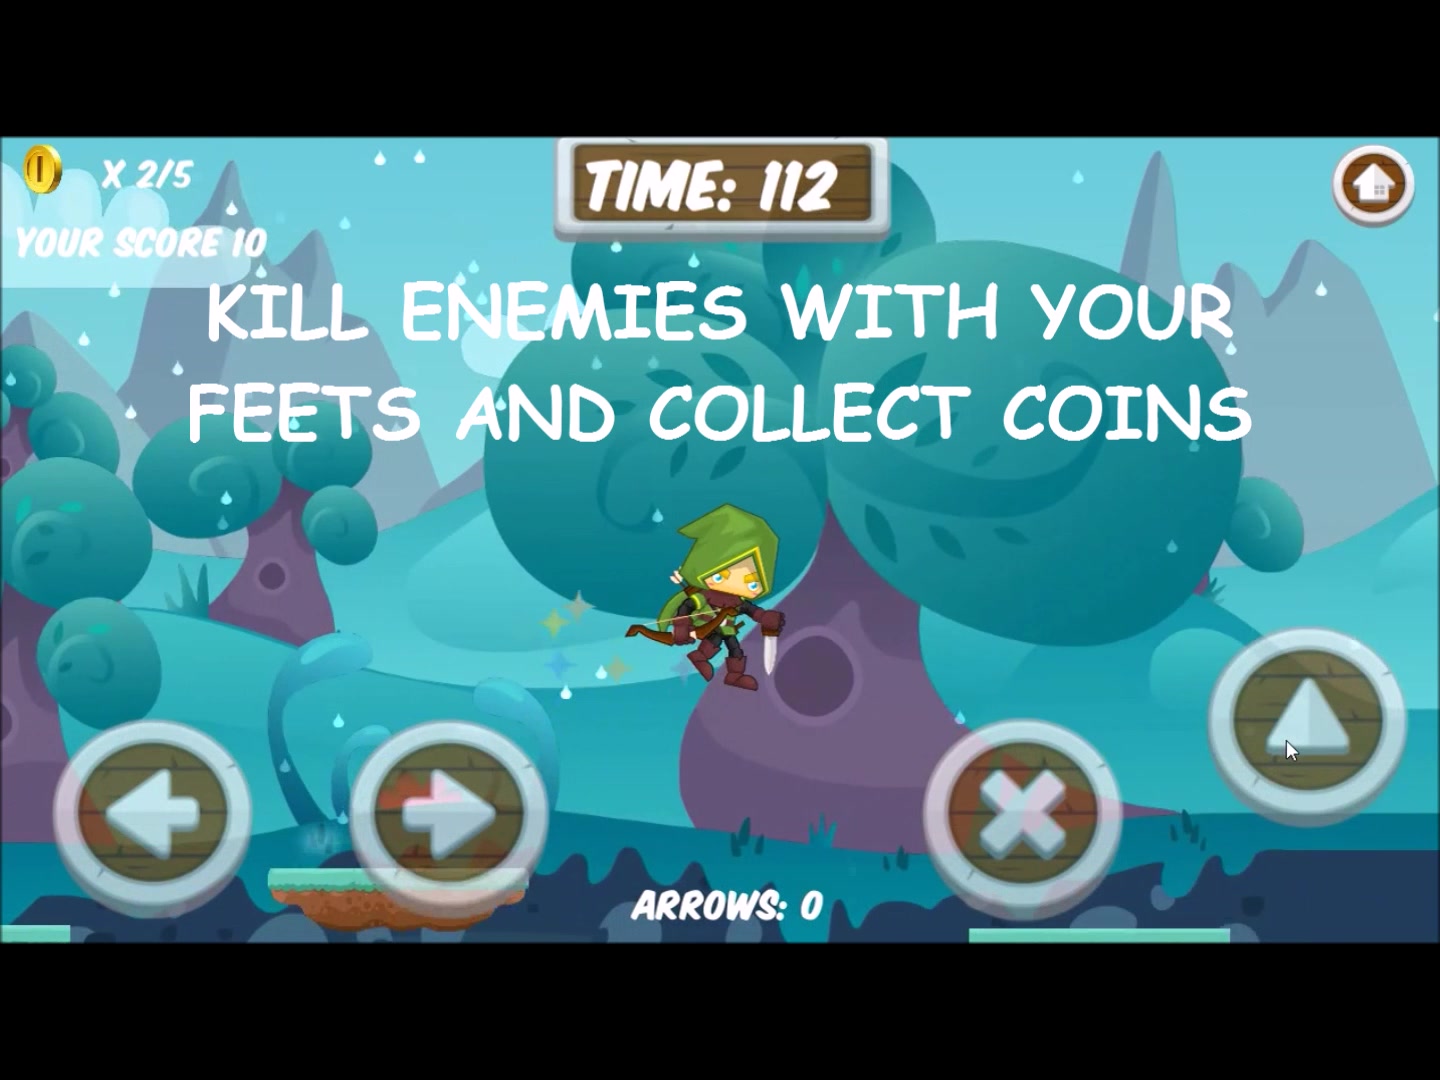 X 2/5
TIME: 112
YOUR SCORE 10
KILL ENEMIES WITH YOUR
FEETS AND COLLECT COINS
ARROWS: 0